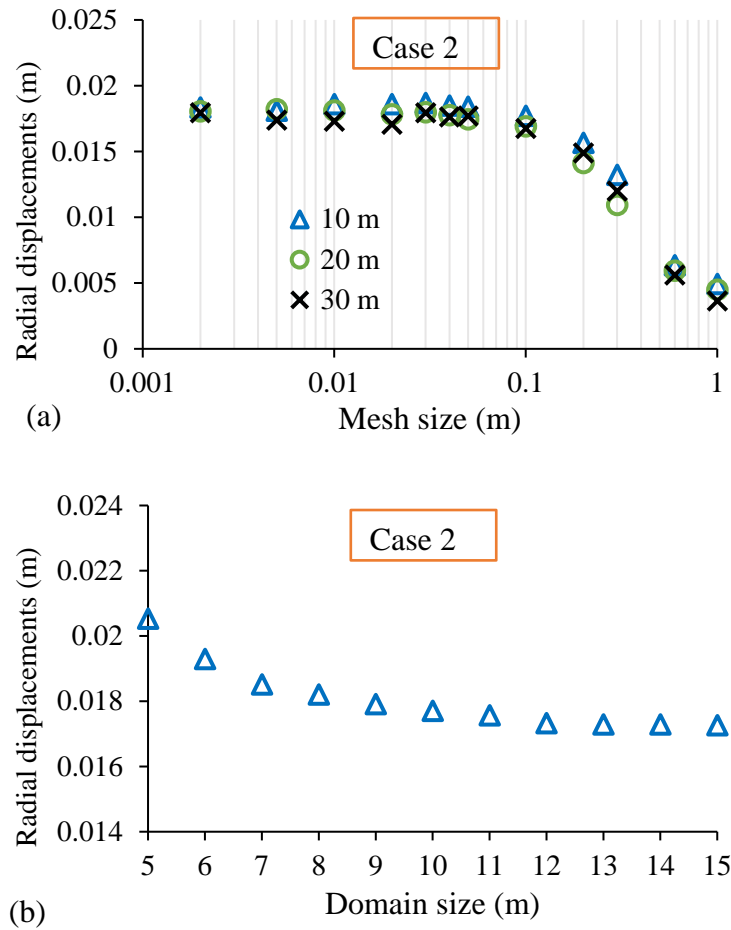 Case 2
Radial displacements (m)
0.025
0.02
0.015
0.01
0.005
0
10 m
20 m
30 m
0.001
0.01
0.1
1
Mesh size (m)
(a)
Case 2
Radial displacements (m)
0.024
0.022
0.02
0.018
0.016
0.014
5 6 7 8 9 10 11 12 13 14 15
Domain size (m)
(b)